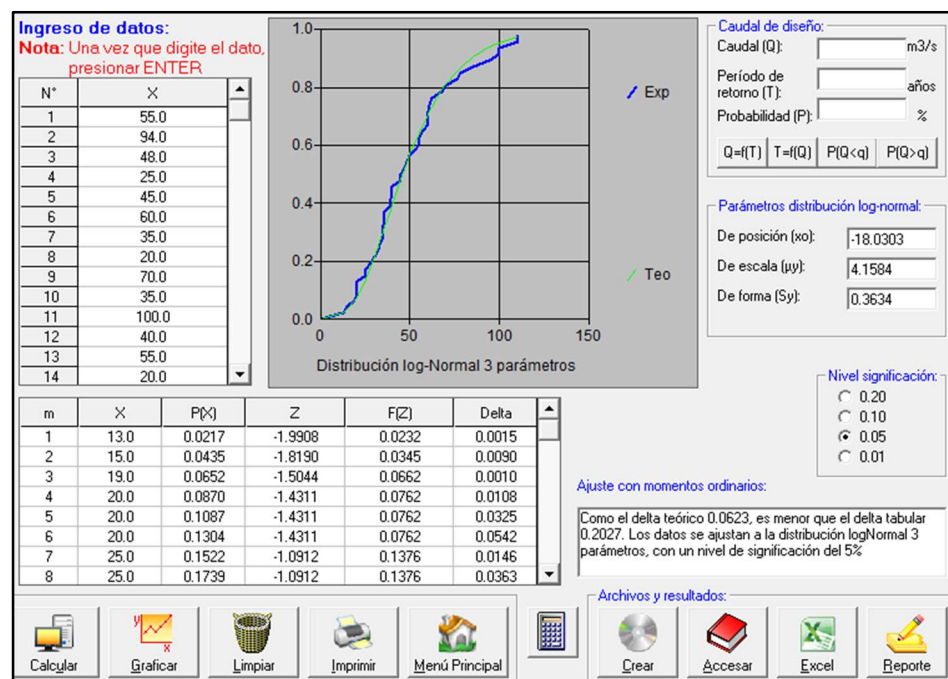 Ingreso de datos:
Nota: Una vez que digite el dato,
presionar ENTER
N° X
1 55.0
2 94.0
3 48.0
4 25.0
5 45.0
6 60.0
7 35.0
8 20.0
9 70.0
10 35.0
11 100.0
12 40.0
13 55.0
14 20.0
1.0
0.8
0.6
0.4
0.2
0.0
0 50 100 150
Exp
Teo
Distribución log-Normal 3 parámetros
Caudal de diseño:
Caudal (Q): m3/s
Período de
retorno (T): años
Probabilidad (P): %
Q=f(T) T=f(Q) P(Q<q) P(Q>q)
Parámetros distribución log-normal:
De posición (xo): -18.0303
De escala (µy): 4.1584
De forma (Sy): 0.3634
Nivel significación:
0.20
0.10
0.05
0.01
m X P(X) Z F(Z) Delta
1 13.0 0.0217 -1.9908 0.0232 0.0015
2 15.0 0.0435 -1.8190 0.0345 0.0090
3 19.0 0.0652 -1.5044 0.0662 0.0010
4 20.0 0.0870 -1.4311 0.0762 0.0108
5 20.0 0.1087 -1.4311 0.0762 0.0325
6 20.0 0.1304 -1.4311 0.0762 0.0542
7 25.0 0.1522 -1.0912 0.1376 0.0146
8 25.0 0.1739 -1.0912 0.1376 0.0363
Ajuste con momentos ordinarios:
Como el delta teórico 0.0623, es menor que el delta tabular
0.2027. Los datos se ajustan a la distribución logNormal 3
parámetros, con un nivel de significación del 5%
Calcular Graficar Limpiar Imprimir Menú Principal
Archivos y resultados:
Crear Accesar Excel Reporte